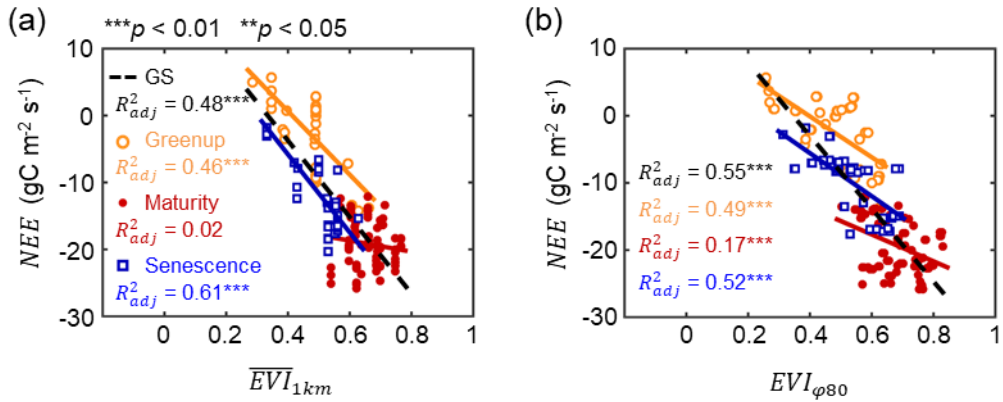 (a)
***p < 0.01 **p < 0.05
NEE (gC m⁻² s⁻¹)
10
0
-10
-20
-30
GS
R²adj = 0.48***
Greenup
R²adj = 0.46***
Maturity
R²adj = 0.02
Senescence
R²adj = 0.61***
0 0.2 0.4 0.6 0.8 1
E̅V̅I̅1km
(b)
NEE (gC m⁻² s⁻¹)
10
0
-10
-20
-30
R²adj = 0.55***
R²adj = 0.49***
R²adj = 0.17***
R²adj = 0.52***
0 0.2 0.4 0.6 0.8 1
EVIφ80